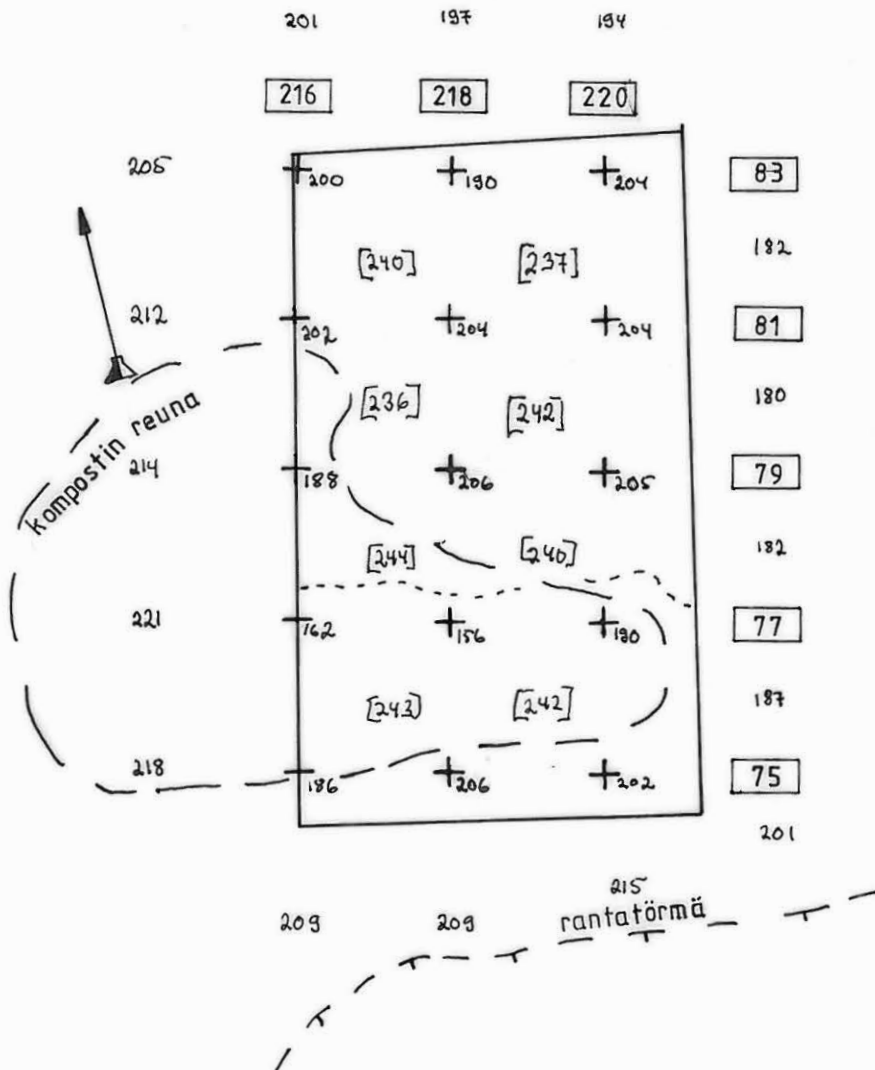 201 197 194
216 218 220
205 200 190 204 83
[240] [237] 182
212 202 204 204 81
[236] [242] 180
kompostin reuna
214 188 206 205 79
[244] [240] 182
221 162 156 190 77
[243] [242] 187
218 186 206 202 75
201
209 209 215
rantatörmä